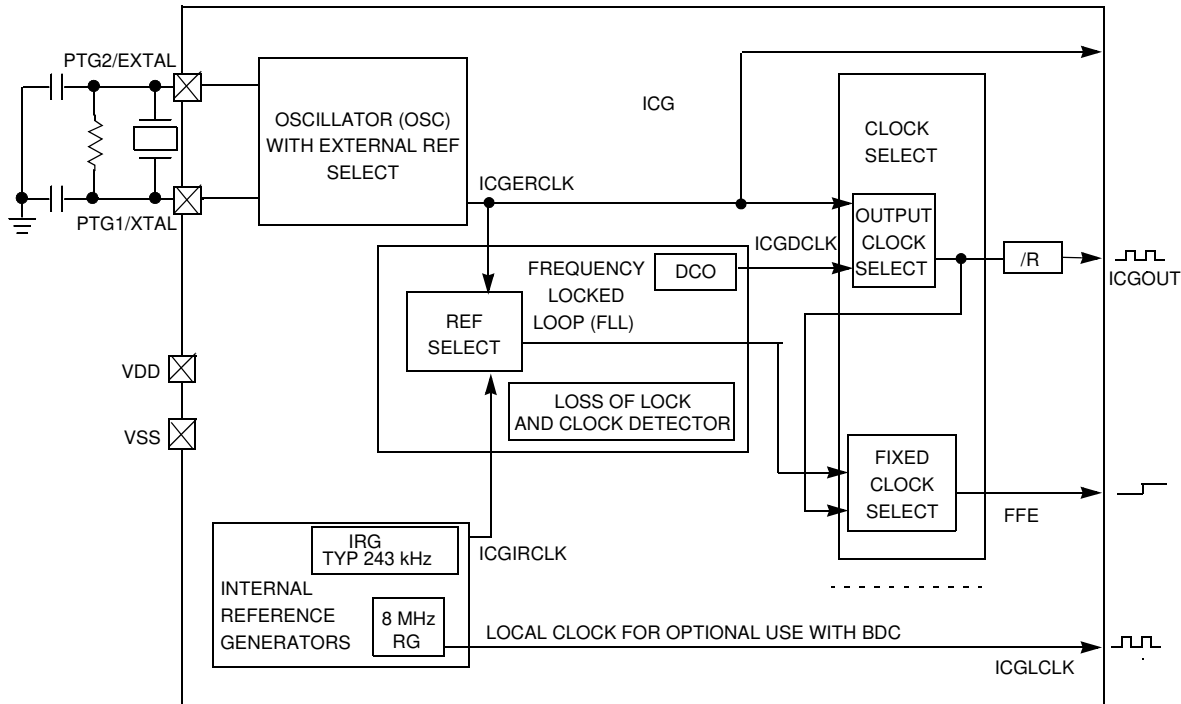 PTG2/EXTAL
OSCILLATOR (OSC)
WITH EXTERNAL REF
SELECT
ICG
CLOCK
SELECT
ICGERCLK
PTG1/XTAL
OUTPUT
CLOCK
SELECT
ICGDCLK
/R
ICGOUT
FREQUENCY
LOCKED
LOOP (FLL)
DCO
REF
SELECT
VDD
LOSS OF LOCK
AND CLOCK DETECTOR
VSS
FIXED
CLOCK
SELECT
FFE
IRG
TYP 243 kHz
ICGIRCLK
INTERNAL
REFERENCE
GENERATORS
8 MHz
RG
LOCAL CLOCK FOR OPTIONAL USE WITH BDC
ICGLCLK